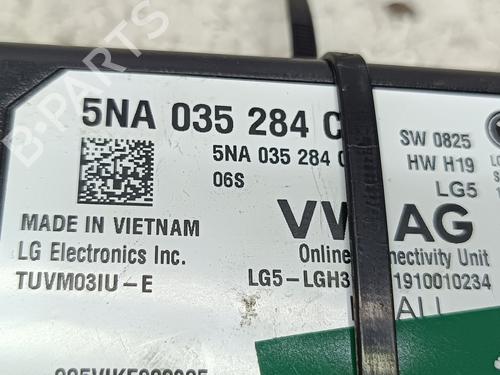 5NA 035 284 C
5NA 035 284 C
06S
SW 0825
HW H19
LG5
MADE IN VIETNAM
LG Electronics Inc.
TUVM03IU-E
VW AG
Online Connectivity Unit
LG5-LGH3 1910010234
B-Parts